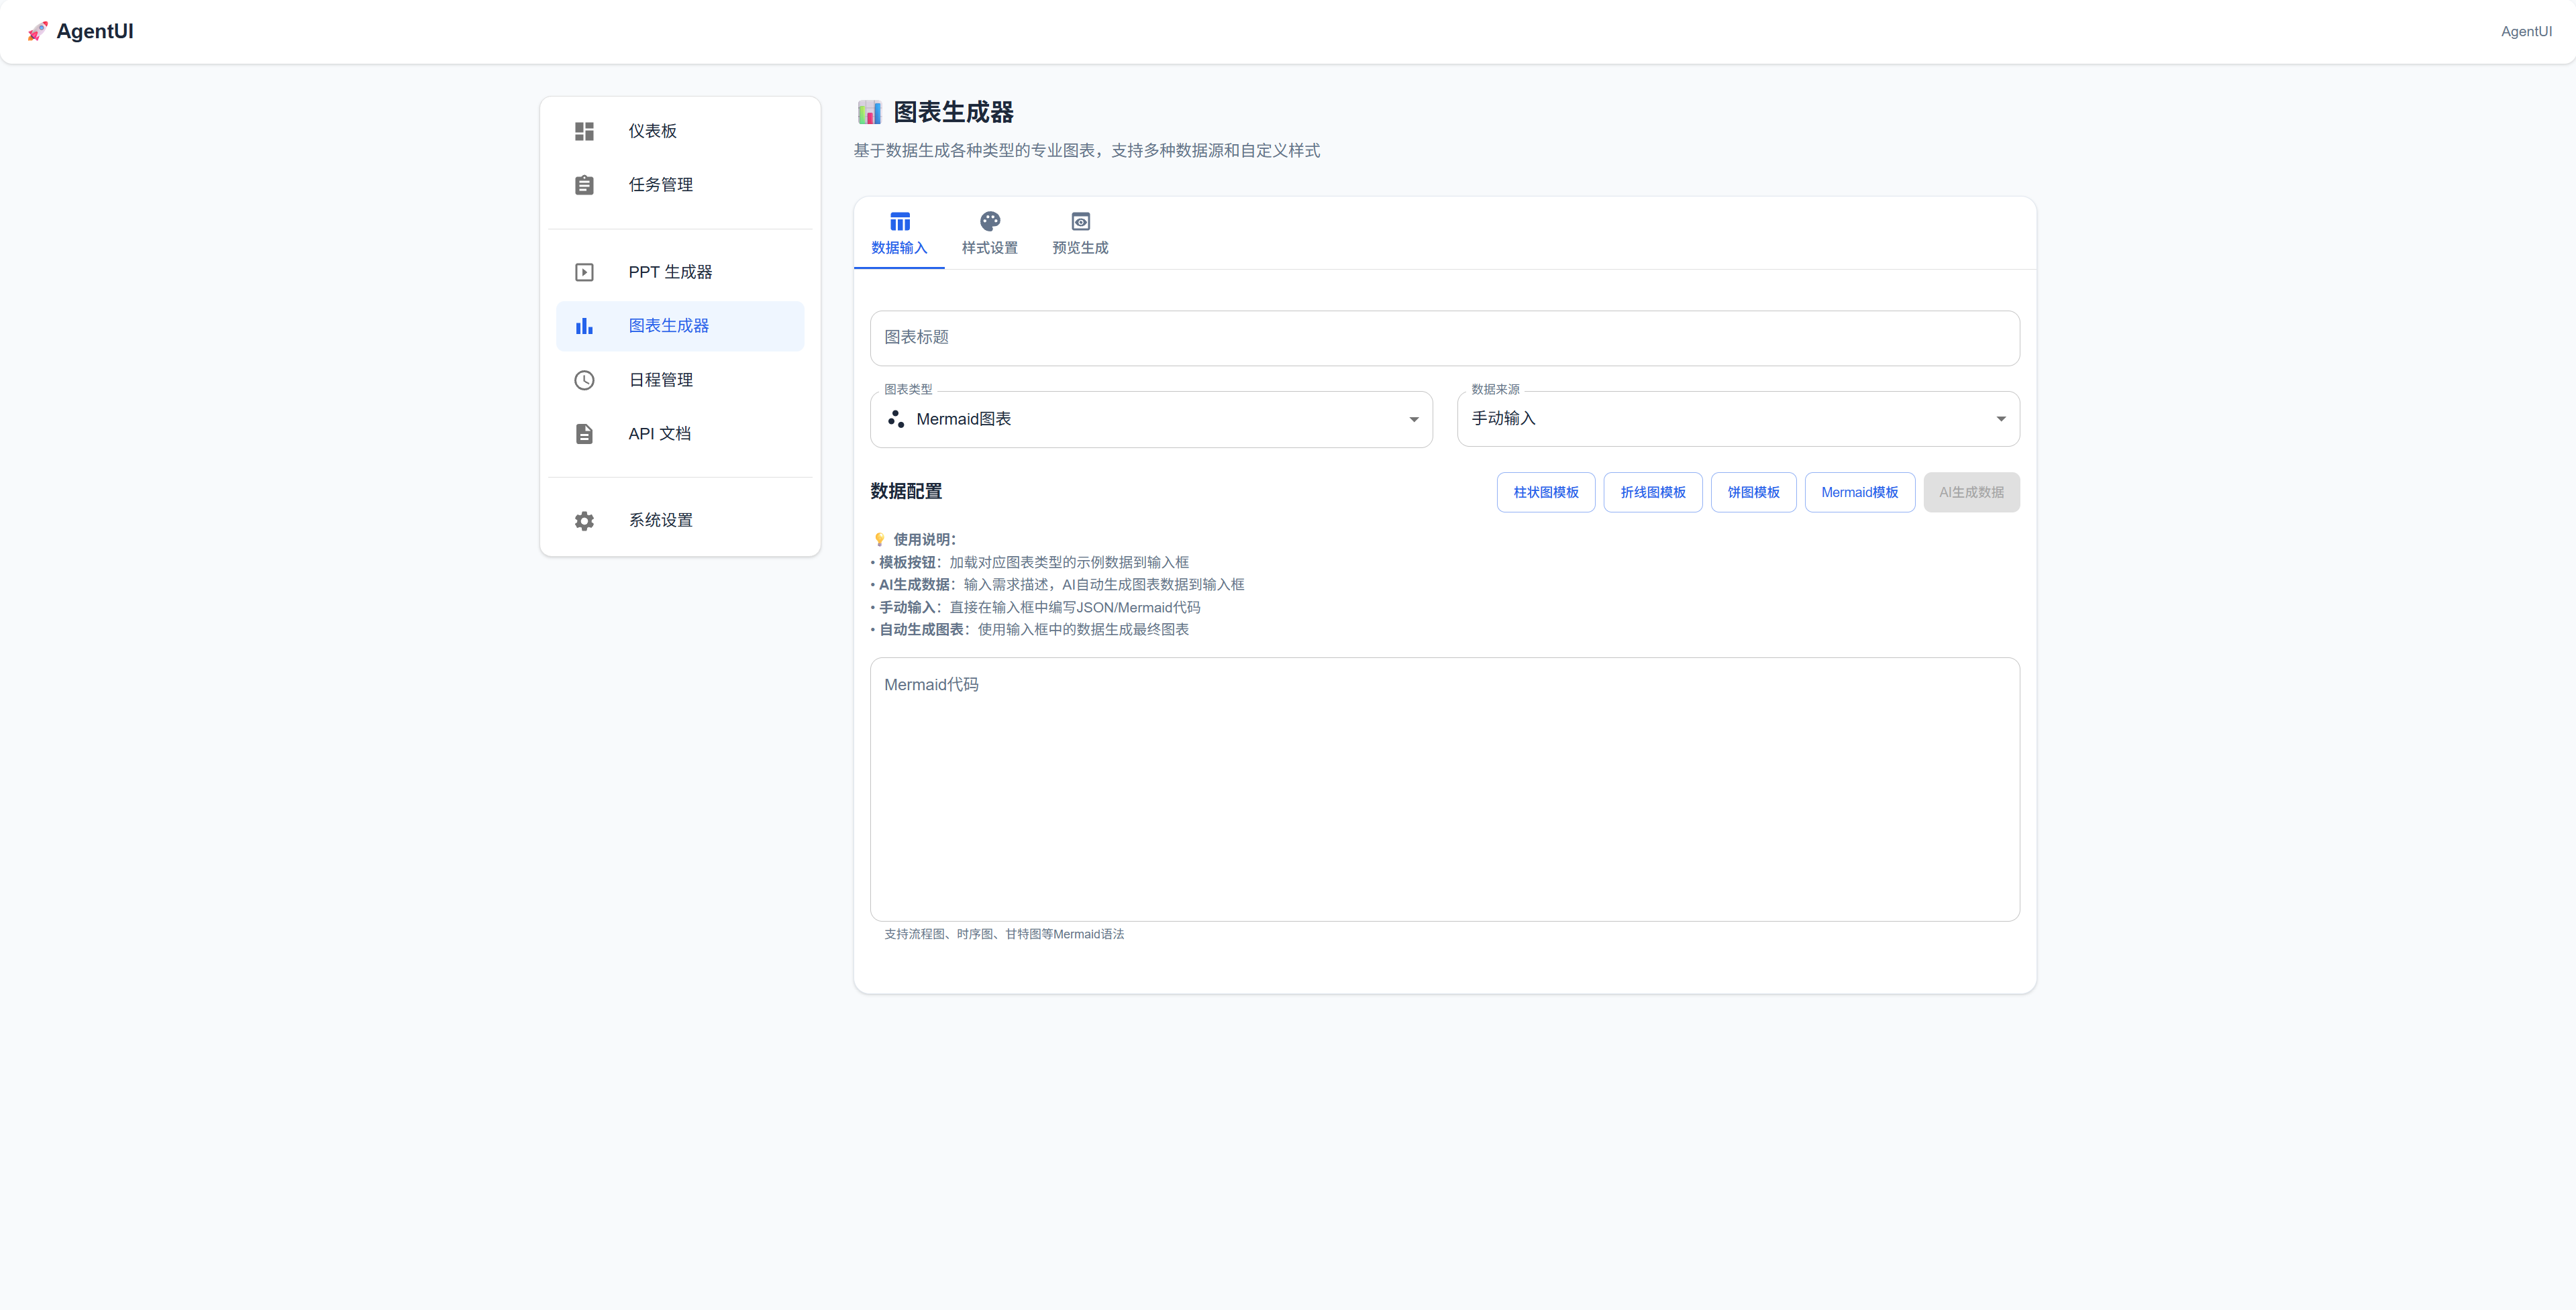 🚀 AgentUI
AgentUI
仪表板
任务管理
PPT 生成器
图表生成器
日程管理
API 文档
系统设置
📊 图表生成器
基于数据生成各种类型的专业图表，支持多种数据源和自定义样式
数据输入
样式设置
预览生成
图表标题
图表类型
Mermaid图表
数据来源
手动输入
数据配置
柱状图模板
折线图模板
饼图模板
Mermaid模板
AI生成数据
💡 使用说明：
• 模板按钮：加载对应图表类型的示例数据到输入框
• AI生成数据：输入需求描述，AI自动生成图表数据到输入框
• 手动输入：直接在输入框中编写JSON/Mermaid代码
• 自动生成图表：使用输入框中的数据生成最终图表
Mermaid代码
支持流程图、时序图、甘特图等Mermaid语法